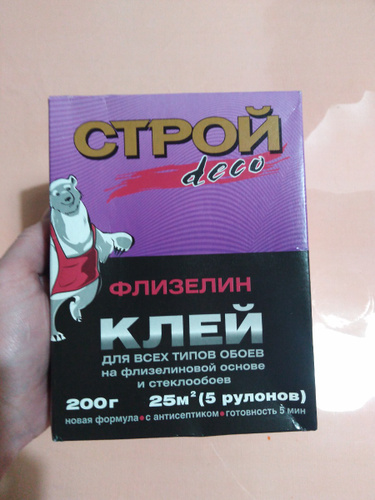 СТРОЙ
deco
ФЛИЗЕЛИН
КЛЕЙ
ДЛЯ ВСЕХ ТИПОВ ОБОЕВ
на флизелиновой основе
и стеклообоев
200г 25м² (5 рулонов)
новая формула • с антисептиком • готовность 5 мин